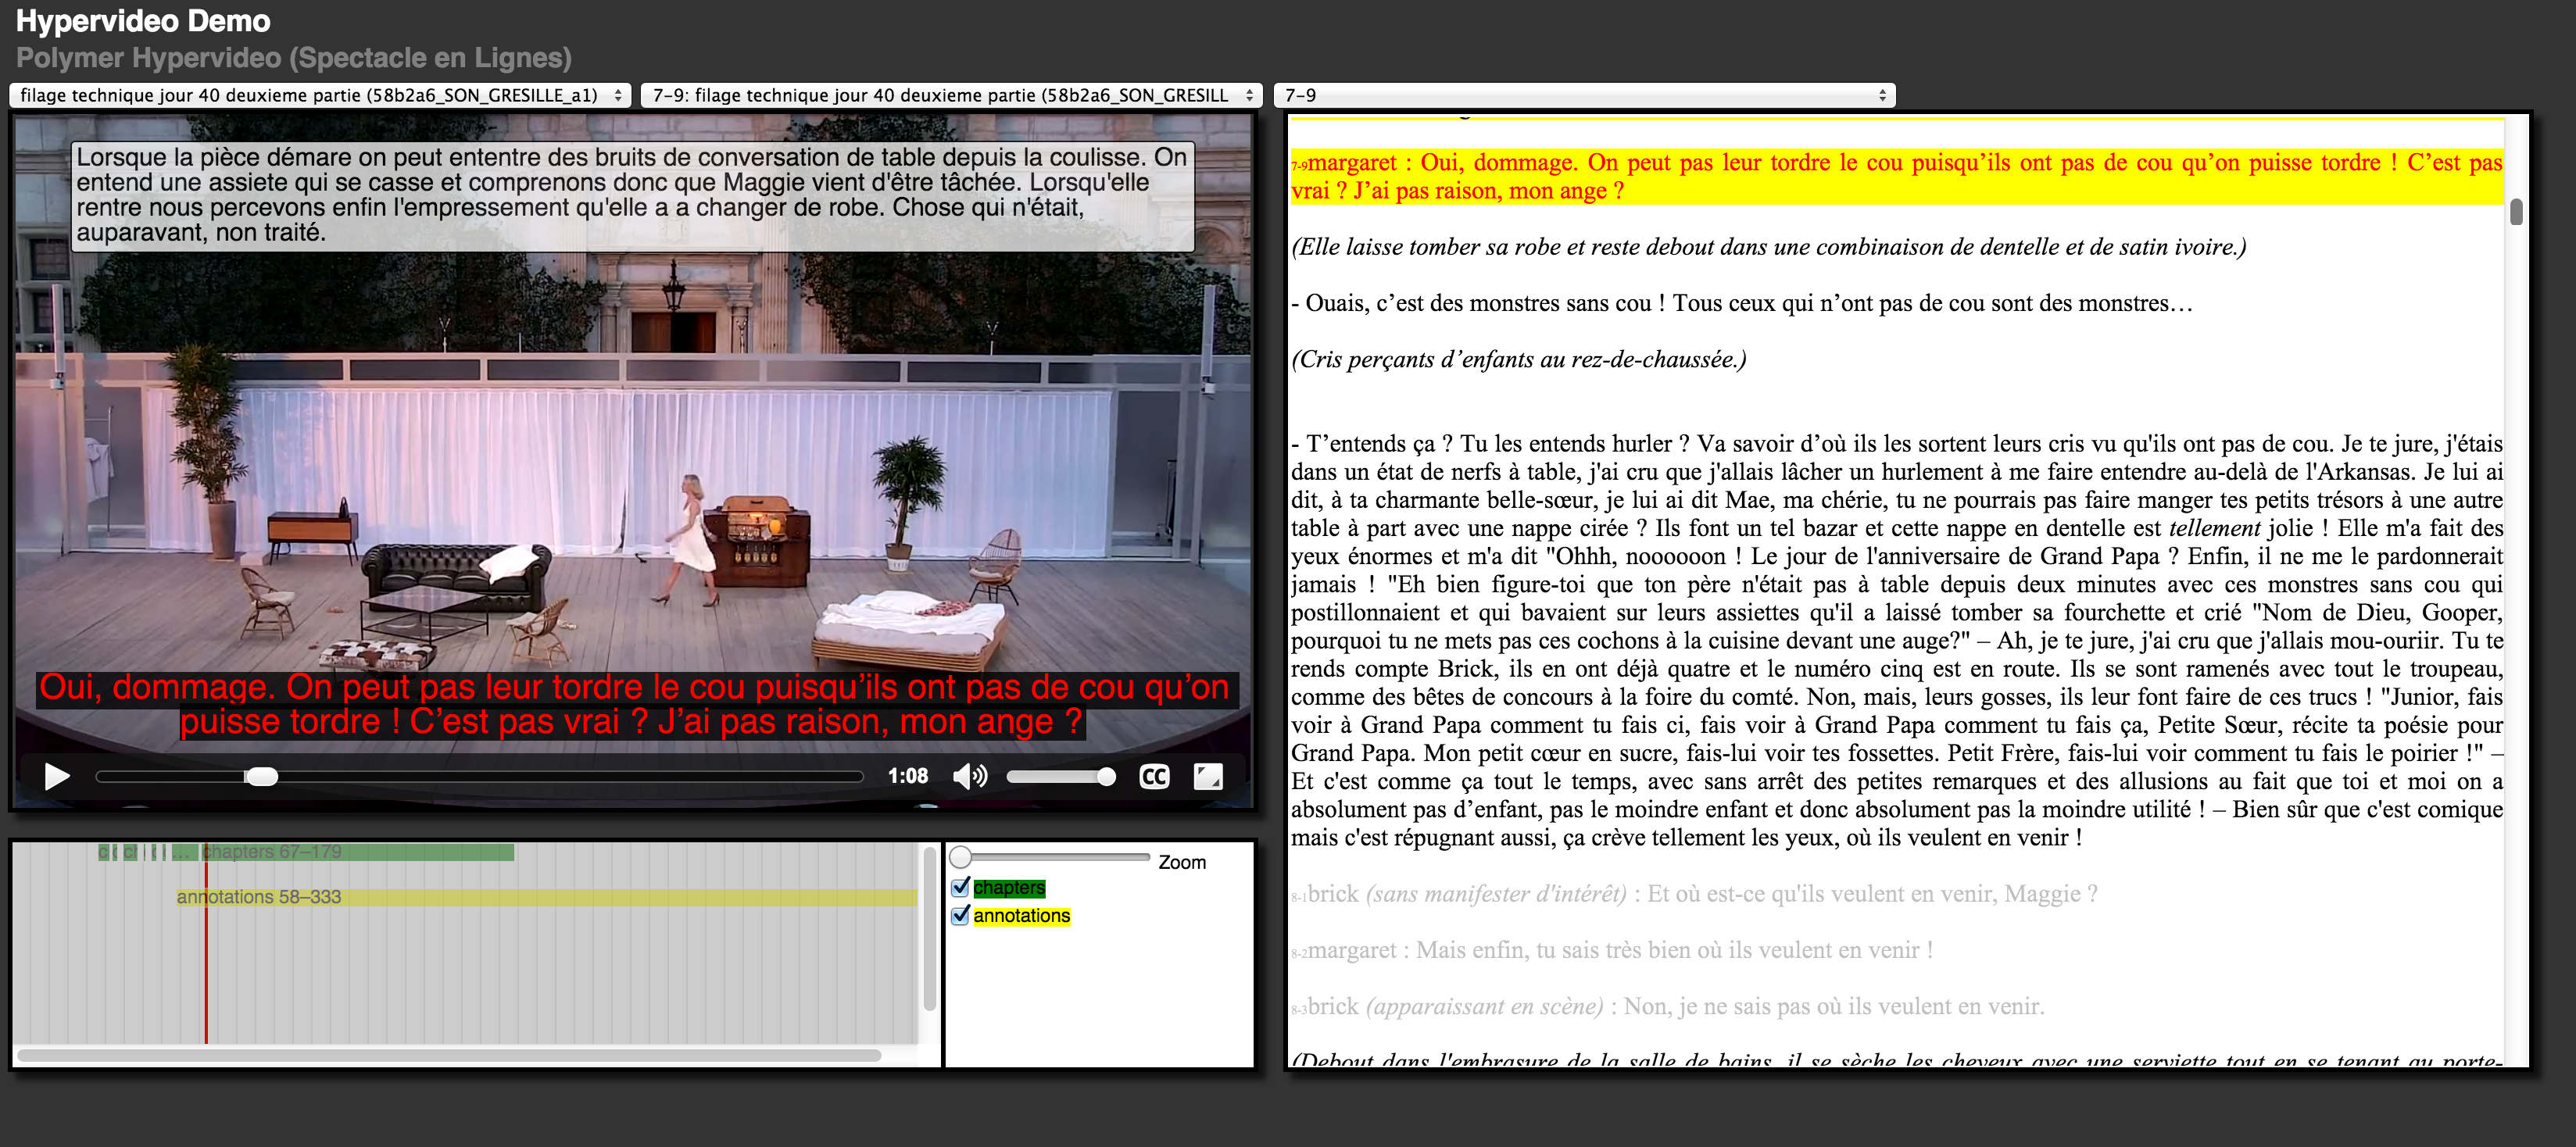 Hypervideo Demo
Polymer Hypervideo (Spectacle en Lignes)
filage technique jour 40 deuxieme partie (58b2a6_SON_GRESILLE_a1)
7-9: filage technique jour 40 deuxieme partie (58b2a6_SON_GRESILL
7-9
Lorsque la pièce démare on peut ententre des bruits de conversation de table depuis la coulisse. On
entend une assiete qui se casse et comprenons donc que Maggie vient d'être tâchée. Lorsqu'elle
rentre nous percevons enfin l'empressement qu'elle a a changer de robe. Chose qui n'était,
auparavant, non traité.
Oui, dommage. On peut pas leur tordre le cou puisqu’ils ont pas de cou qu’on
puisse tordre ! C’est pas vrai ? J’ai pas raison, mon ange ?
1:08
CC
chapters 67–179
annotations 58–333
Zoom
chapters
annotations
7-9margaret : Oui, dommage. On peut pas leur tordre le cou puisqu’ils ont pas de cou qu’on puisse tordre ! C’est pas
vrai ? J’ai pas raison, mon ange ?
(Elle laisse tomber sa robe et reste debout dans une combinaison de dentelle et de satin ivoire.)
- Ouais, c’est des monstres sans cou ! Tous ceux qui n’ont pas de cou sont des monstres…
(Cris perçants d’enfants au rez-de-chaussée.)
- T’entends ça ? Tu les entends hurler ? Va savoir d’où ils les sortent leurs cris vu qu'ils ont pas de cou. Je te jure, j'étais
dans un état de nerfs à table, j'ai cru que j'allais lâcher un hurlement à me faire entendre au-delà de l'Arkansas. Je lui ai
dit, à ta charmante belle-sœur, je lui ai dit Mae, ma chérie, tu ne pourrais pas faire manger tes petits trésors à une autre
table à part avec une nappe cirée ? Ils font un tel bazar et cette nappe en dentelle est tellement jolie ! Elle m'a fait des
yeux énormes et m'a dit "Ohhh, noooooon ! Le jour de l'anniversaire de Grand Papa ? Enfin, il ne me le pardonnerait
jamais ! "Eh bien figure-toi que ton père n'était pas à table depuis deux minutes avec ces monstres sans cou qui
postillonnaient et qui bavaient sur leurs assiettes qu'il a laissé tomber sa fourchette et crié "Nom de Dieu, Gooper,
pourquoi tu ne mets pas ces cochons à la cuisine devant une auge?" – Ah, je te jure, j'ai cru que j'allais mou-ouriir. Tu te
rends compte Brick, ils en ont déjà quatre et le numéro cinq est en route. Ils se sont ramenés avec tout le troupeau,
comme des bêtes de concours à la foire du comté. Non, mais, leurs gosses, ils leur font faire de ces trucs ! "Junior, fais
voir à Grand Papa comment tu fais ci, fais voir à Grand Papa comment tu fais ça, Petite Sœur, récite ta poésie pour
Grand Papa. Mon petit cœur en sucre, fais-lui voir tes fossettes. Petit Frère, fais-lui voir comment tu fais le poirier !" –
Et c'est comme ça tout le temps, avec sans arrêt des petites remarques et des allusions au fait que toi et moi on a
absolument pas d’enfant, pas le moindre enfant et donc absolument pas la moindre utilité ! – Bien sûr que c'est comique
mais c'est répugnant aussi, ça crève tellement les yeux, où ils veulent en venir !
8-1brick (sans manifester d'intérêt) : Et où est-ce qu'ils veulent en venir, Maggie ?
8-2margaret : Mais enfin, tu sais très bien où ils veulent en venir !
8-3brick (apparaissant en scène) : Non, je ne sais pas où ils veulent en venir.
(Debout dans l'embrasure de la salle de bains, il se sèche les cheveux avec une serviette tout en se tenant au porte-